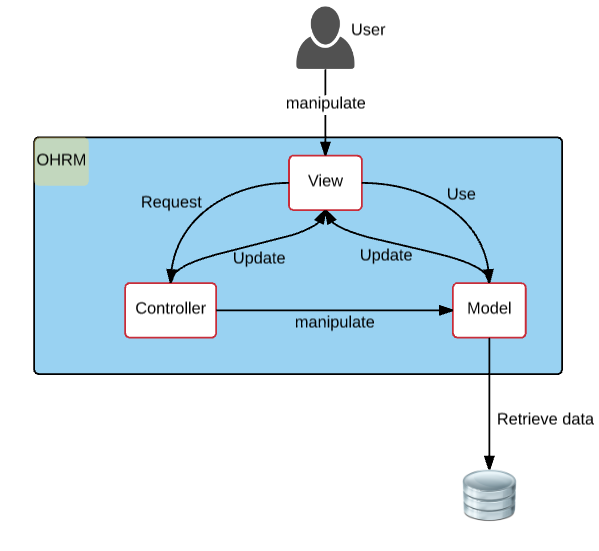 User
manipulate
OHRM
View
Request
Use
Update
Update
Controller
Model
manipulate
Retrieve data